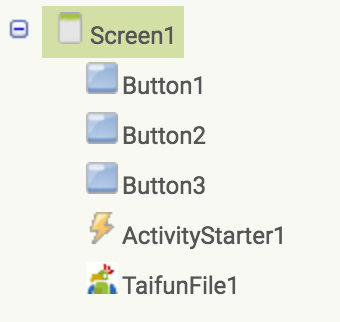 Screen1
Button1
Button2
Button3
ActivityStarter1
TaifunFile1